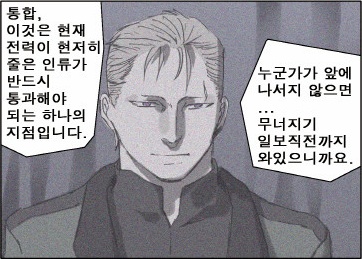 통합,
이것은 현재
전력이 현저히
줄은 인류가
반드시
통과해야
되는 하나의
지점입니다.
누군가가 앞에
나서지 않으면
...
무너지기
일보직전까지
와있으니까요.